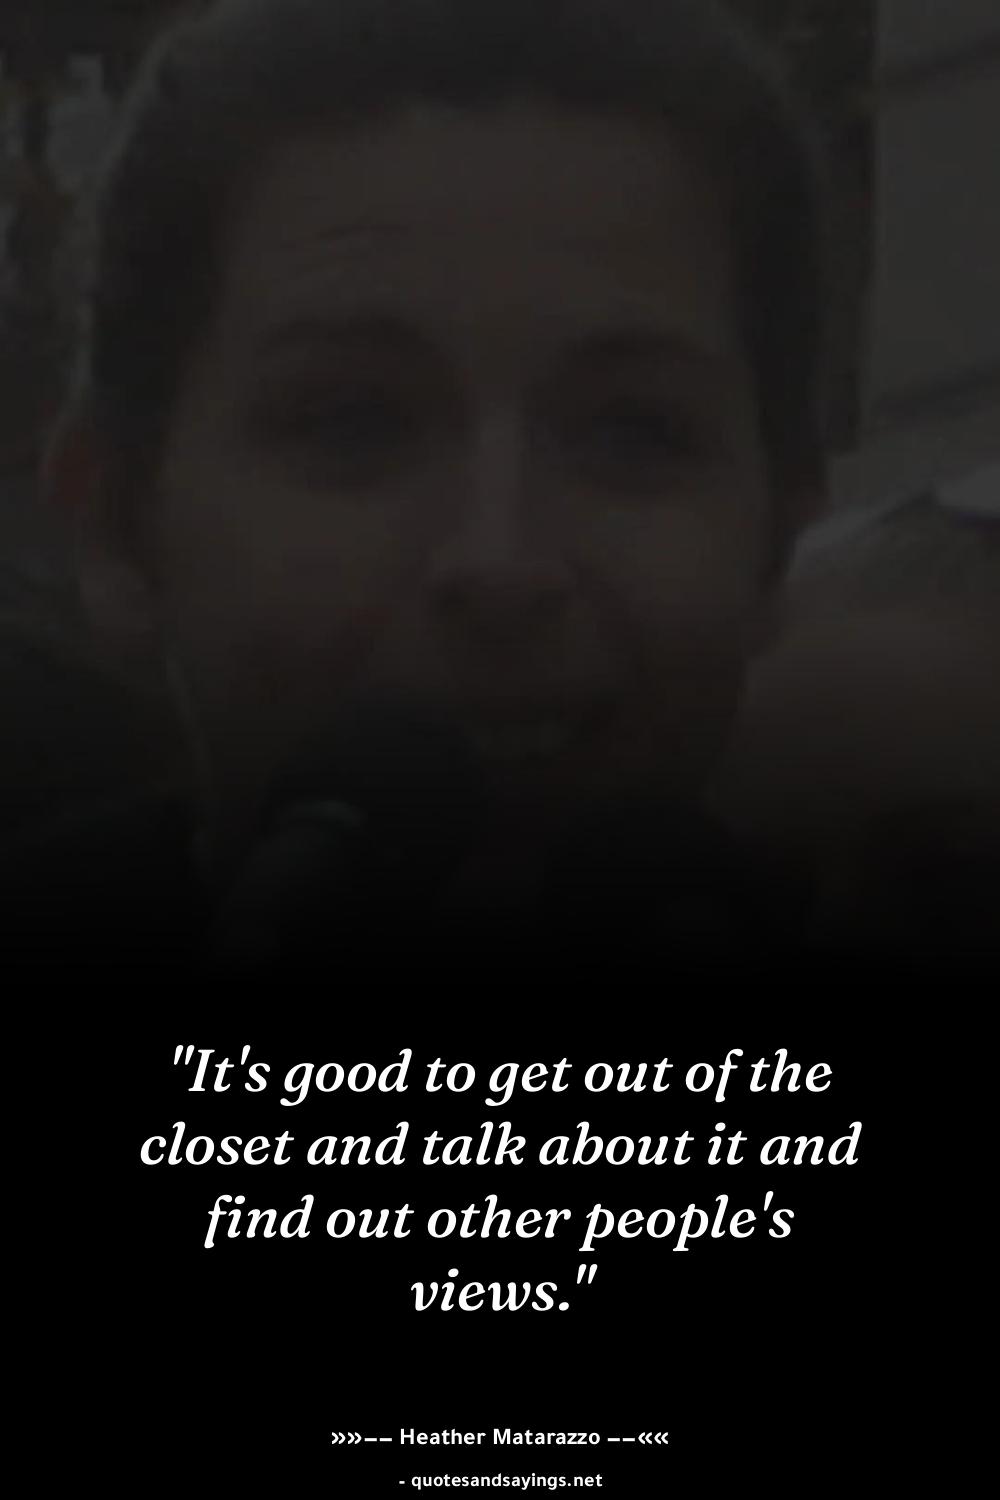 "It's good to get out of the
closet and talk about it and
find out other people's
views."
»»−− Heather Matarazzo −−««
- quotesandsayings.net